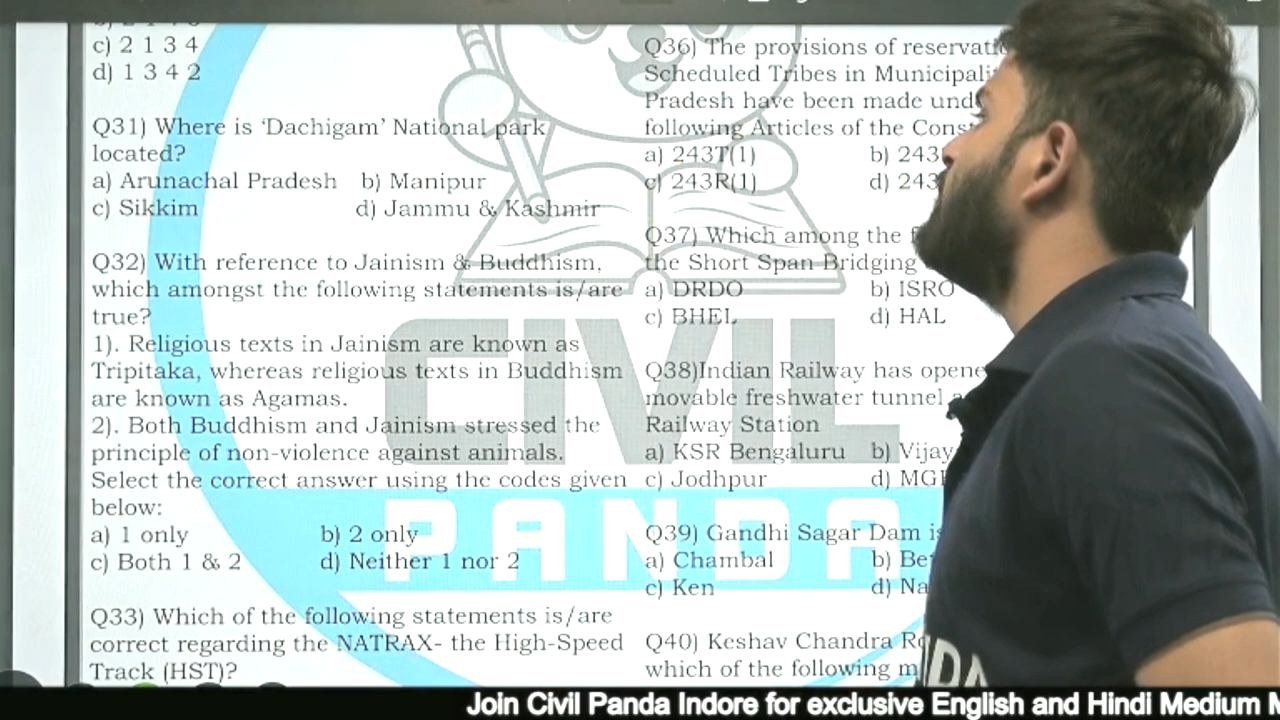 c) 2 1 3 4
d) 1 3 4 2
Q31) Where is ‘Dachigam’ National park
located?
a) Arunachal Pradesh b) Manipur
c) Sikkim d) Jammu & Kashmir
Q32) With reference to Jainism & Buddhism,
which amongst the following statements is/are
true?
1). Religious texts in Jainism are known as
Tripitaka, whereas religious texts in Buddhism
are known as Agamas.
2). Both Buddhism and Jainism stressed the
principle of non-violence against animals.
Select the correct answer using the codes given
below:
a) 1 only b) 2 only
c) Both 1 & 2 d) Neither 1 nor 2
Q33) Which of the following statements is/are
correct regarding the NATRAX- the High-Speed
Track (HST)?
Q36) The provisions of
Scheduled Tribes in
Pradesh have been made
following Articles of the
a) 243T(1) b) 243
c) 243R(1) d) 243
Q37) Which among the
the Short Span Bridging
a) DRDO b) ISRO
c) BHEL d) HAL
Q38)Indian Railway has
movable freshwater tunnel
Railway Station
a) KSR Bengaluru b)
c) Jodhpur d)
Q39) Gandhi Sagar Dam
a) Chambal b)
c) Ken d)
Q40) Keshav Chandra
which of the following
CIVIL
PANDA
Join Civil Panda Indore for exclusive English and Hindi Medium